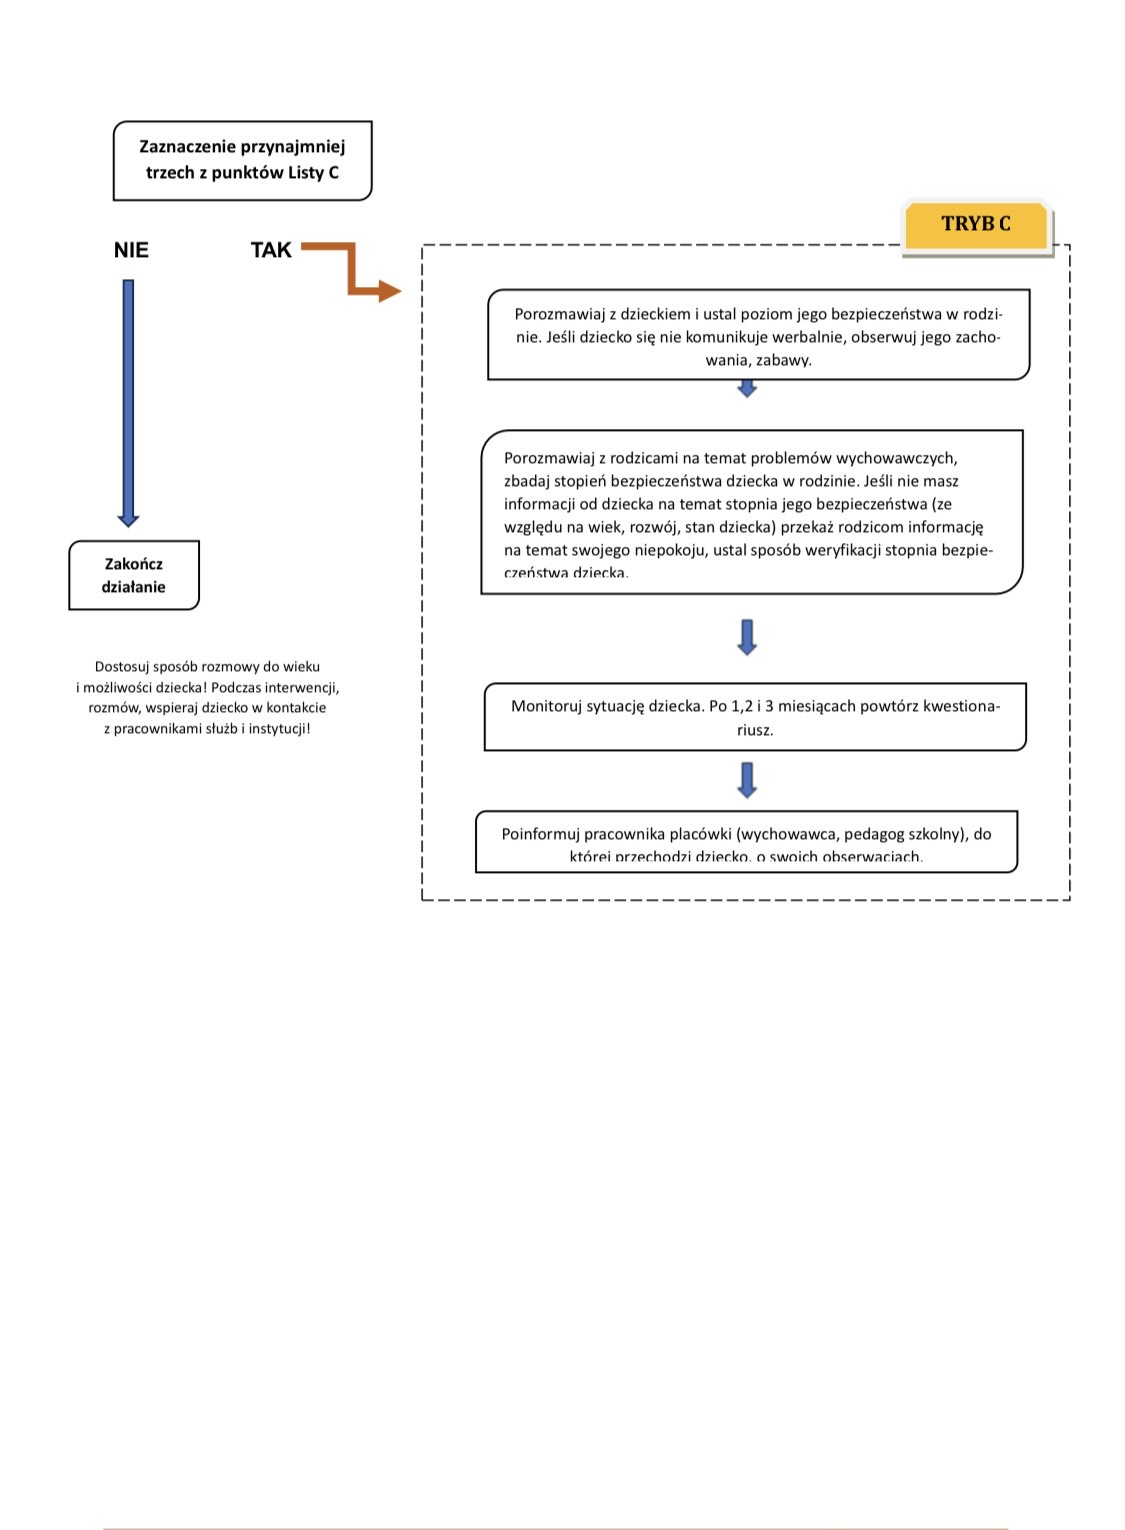 Zaznaczenie przynajmniej
trzech z punktów Listy C
NIE
TAK
TRYB C
Porozmawiaj z dzieckiem i ustal poziom jego bezpieczeństwa w rodzi-
nie. Jeśli dziecko się nie komunikuje werbalnie, obserwuj jego zacho-
wania, zabawy.
Porozmawiaj z rodzicami na temat problemów wychowawczych,
zbadaj stopień bezpieczeństwa dziecka w rodzinie. Jeśli nie masz
informacji od dziecka na temat stopnia jego bezpieczeństwa (ze
względu na wiek, rozwój, stan dziecka) przekaż rodzicom informację
na temat swojego niepokoju, ustal sposób weryfikacji stopnia bezpie-
czeństwa dziecka.
Zakończ
działanie
Dostosuj sposób rozmowy do wieku
i możliwości dziecka! Podczas interwencji,
rozmów, wspieraj dziecko w kontakcie
z pracownikami służb i instytucji!
Monitoruj sytuację dziecka. Po 1,2 i 3 miesiącach powtórz kwestiona-
riusz.
Poinformuj pracownika placówki (wychowawca, pedagog szkolny), do
której przechodzi dziecko, o swoich obserwacjach.